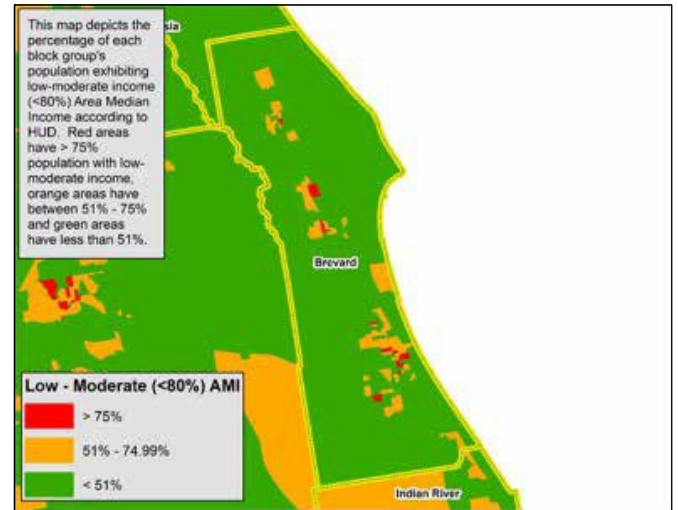 This map depicts the
percentage of each
block group's
population exhibiting
low-moderate income
(<80%) Area Median
Income according to
HUD. Red areas
have > 75%
population with low-
moderate income,
orange areas have
between 51% - 75%
and green areas
have less than 51%.
sia
Brevard
Low - Moderate (<80%) AMI
> 75%
51% - 74.99%
< 51%
Indian River